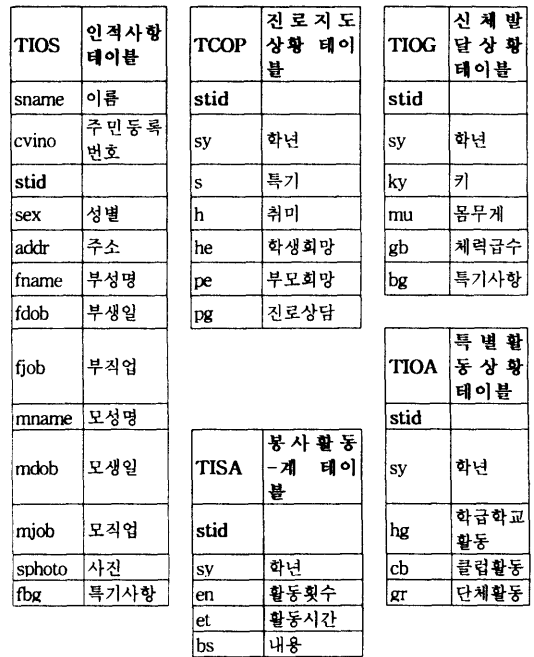 TIOS 인적사항
테이블
sname 이름
cvino 주민등록
번호
stid
sex 성별
addr 주소
fname 부성명
fdob 부생일
fjob 부직업
mname 모성명
mdob 모생일
mjob 모직업
sphoto 사진
fbg 특기사항
TCOP 진로지도
상황 테이
블
stid
sy 학년
s 특기
h 취미
he 학생희망
pe 부모희망
pg 진로상담
TISA 봉사활동
-계 테이
블
stid
sy 학년
en 활동횟수
et 활동시간
bs 내용
TIOG 신체발
달상황
테이블
stid
sy 학년
ky 키
mu 몸무게
gb 체력급수
bg 특기사항
TIOA 특별활
동상황
테이블
stid
sy 학년
hg 학급학교
활동
cb 클럽활동
gr 단체활동